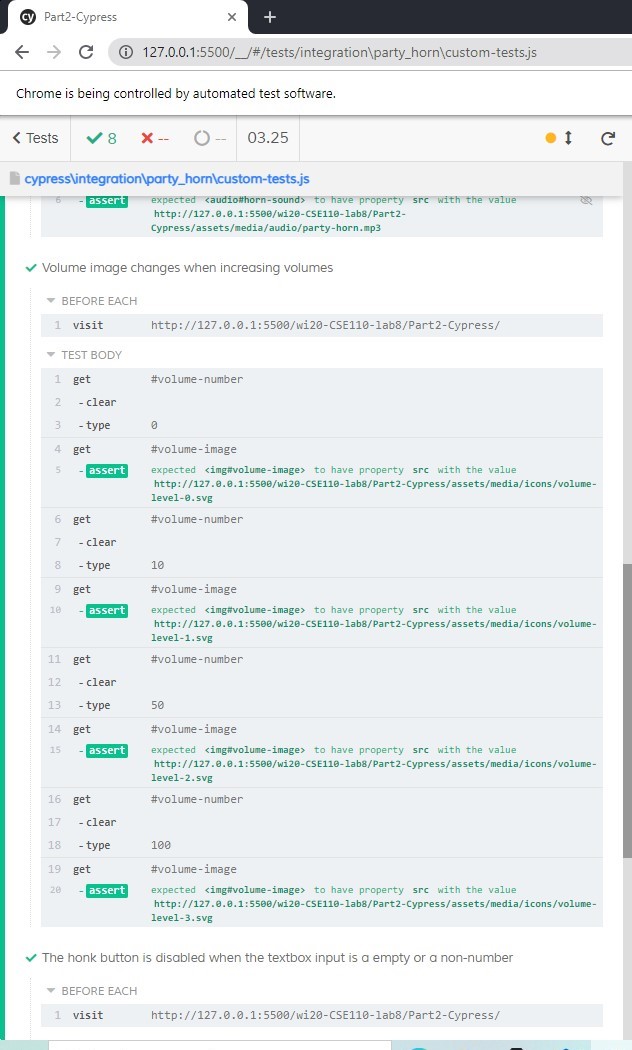 cy Part2-Cypress
127.0.0.1:5500/__/#/tests/integration\party_horn\custom-tests.js
Chrome is being controlled by automated test software.
Tests 8 -- -- 03.25
cypress\integration\party_horn\custom-tests.js
6 - assert expected <audio#horn-sound> to have property src with the value
http://127.0.0.1:5500/wi20-CSE110-lab8/Part2-
Cypress/assets/media/audio/party-horn.mp3
Volume image changes when increasing volumes
BEFORE EACH
1 visit http://127.0.0.1:5500/wi20-CSE110-lab8/Part2-Cypress/
TEST BODY
1 get #volume-number
2 - clear
3 - type 0
4 get #volume-image
5 - assert expected <img#volume-image> to have property src with the value
http://127.0.0.1:5500/wi20-CSE110-lab8/Part2-Cypress/assets/media/icons/volume-
level-0.svg
6 get #volume-number
7 - clear
8 - type 10
9 get #volume-image
10 - assert expected <img#volume-image> to have property src with the value
http://127.0.0.1:5500/wi20-CSE110-lab8/Part2-Cypress/assets/media/icons/volume-
level-1.svg
11 get #volume-number
12 - clear
13 - type 50
14 get #volume-image
15 - assert expected <img#volume-image> to have property src with the value
http://127.0.0.1:5500/wi20-CSE110-lab8/Part2-Cypress/assets/media/icons/volume-
level-2.svg
16 get #volume-number
17 - clear
18 - type 100
19 get #volume-image
20 - assert expected <img#volume-image> to have property src with the value
http://127.0.0.1:5500/wi20-CSE110-lab8/Part2-Cypress/assets/media/icons/volume-
level-3.svg
The honk button is disabled when the textbox input is a empty or a non-number
BEFORE EACH
1 visit http://127.0.0.1:5500/wi20-CSE110-lab8/Part2-Cypress/